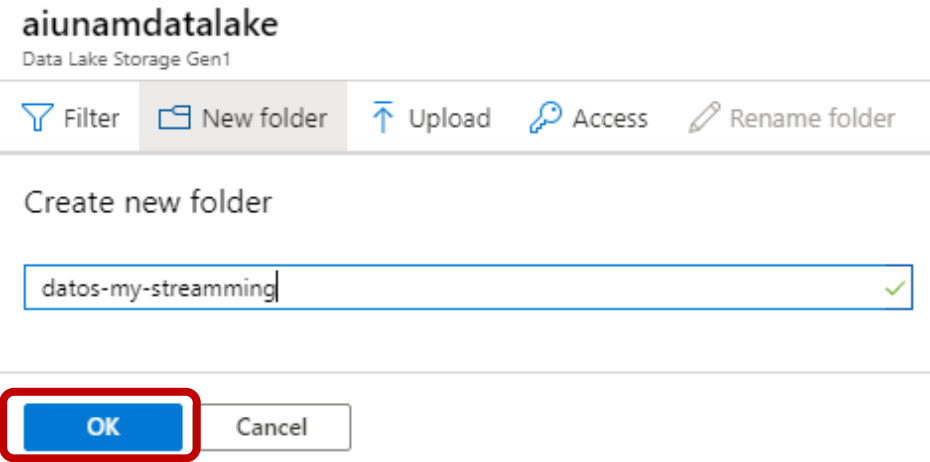 aiunamdatalake
Data Lake Storage Gen1
Filter New folder Upload Access Rename folder
Create new folder
datos-my-streamming
OK Cancel